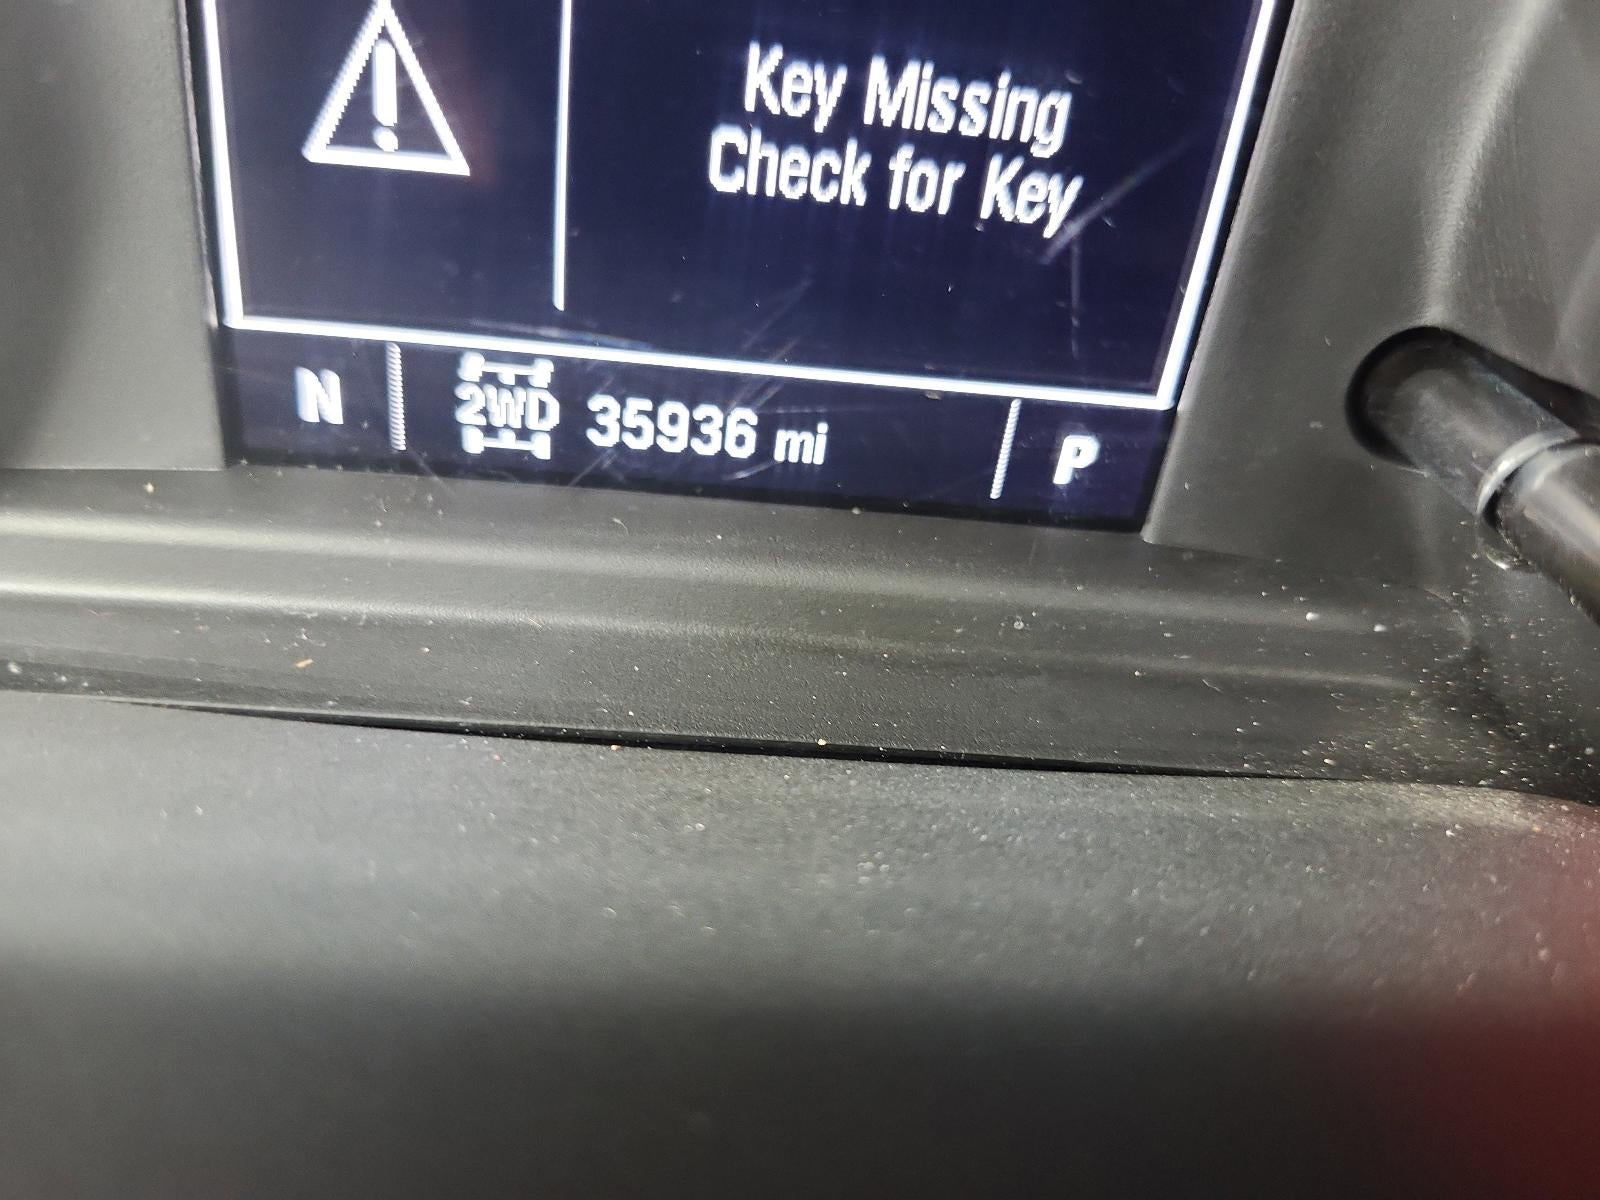 Key Missing
Check for Key
N 2WD 35936 mi P